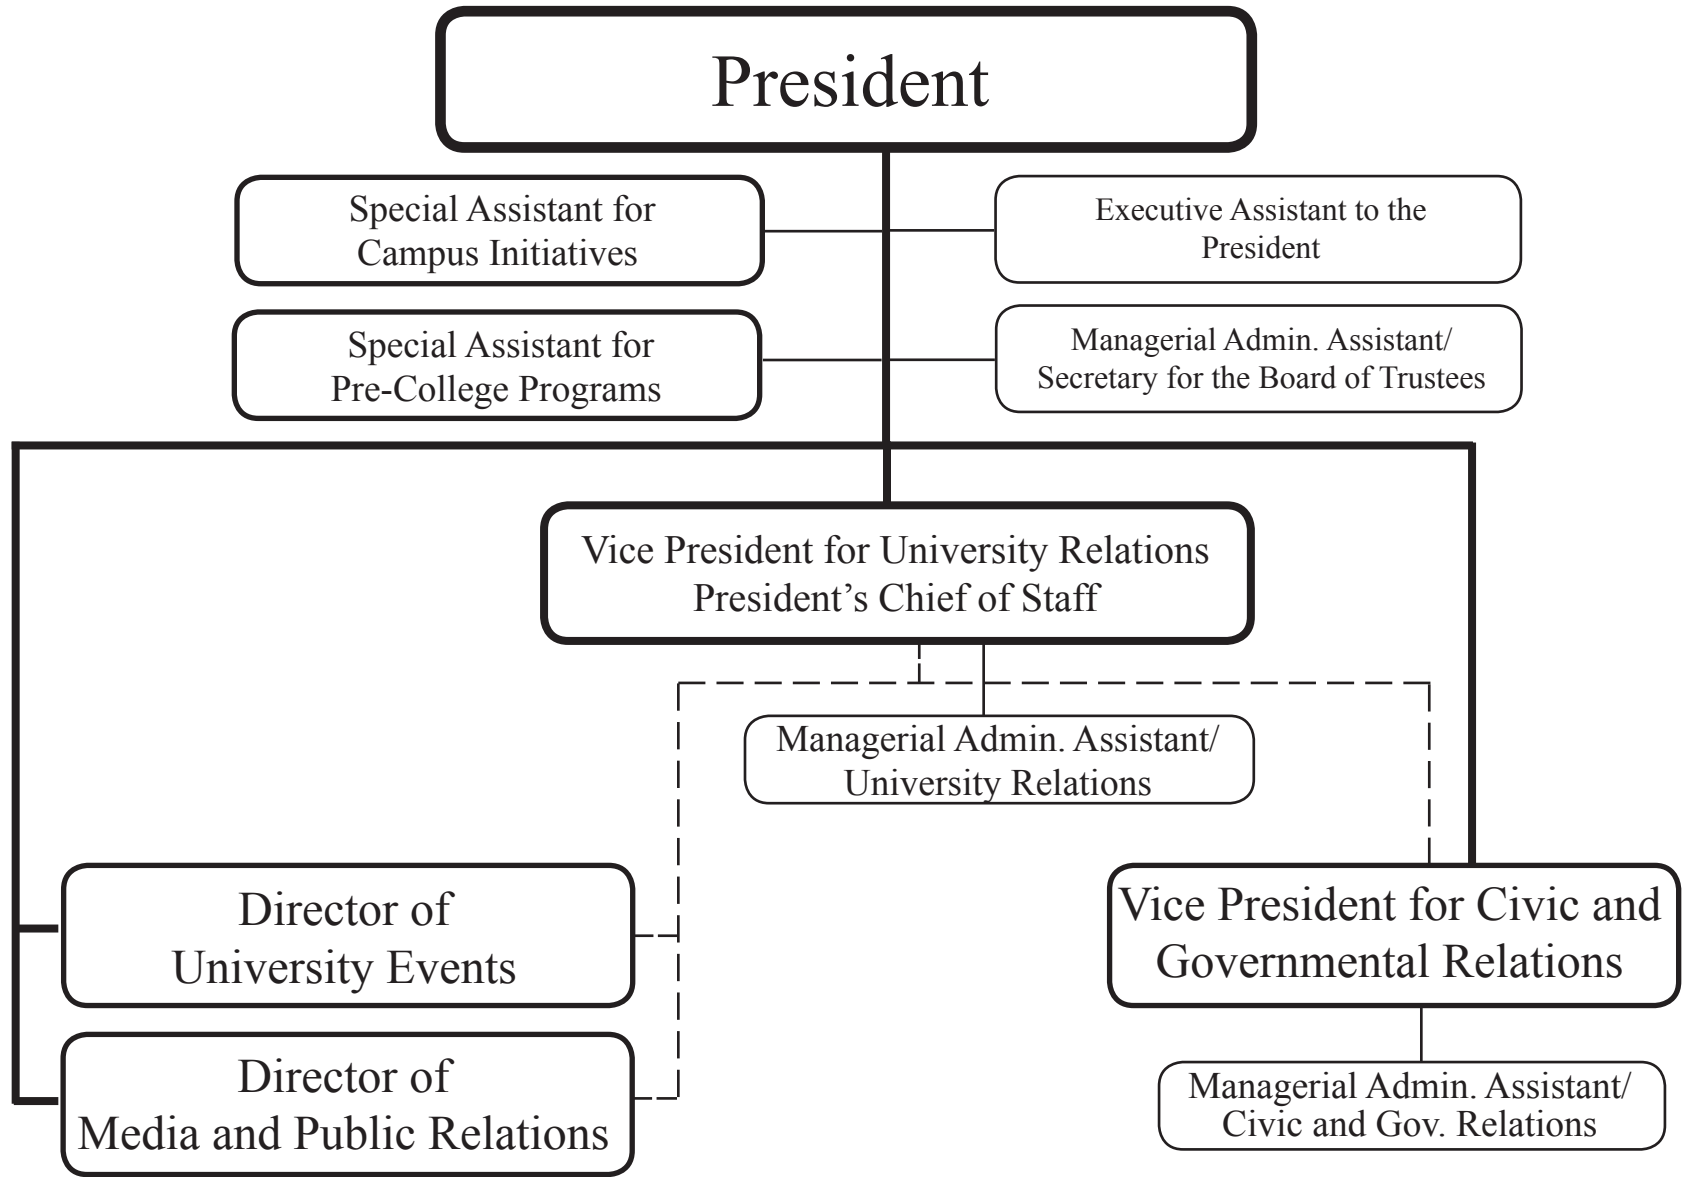 President
Special Assistant for
Campus Initiatives
Executive Assistant to the
President
Special Assistant for
Pre-College Programs
Managerial Admin. Assistant/
Secretary for the Board of Trustees
Vice President for University Relations
President’s Chief of Staff
Managerial Admin. Assistant/
University Relations
Director of
University Events
Vice President for Civic and
Governmental Relations
Director of
Media and Public Relations
Managerial Admin. Assistant/
Civic and Gov. Relations